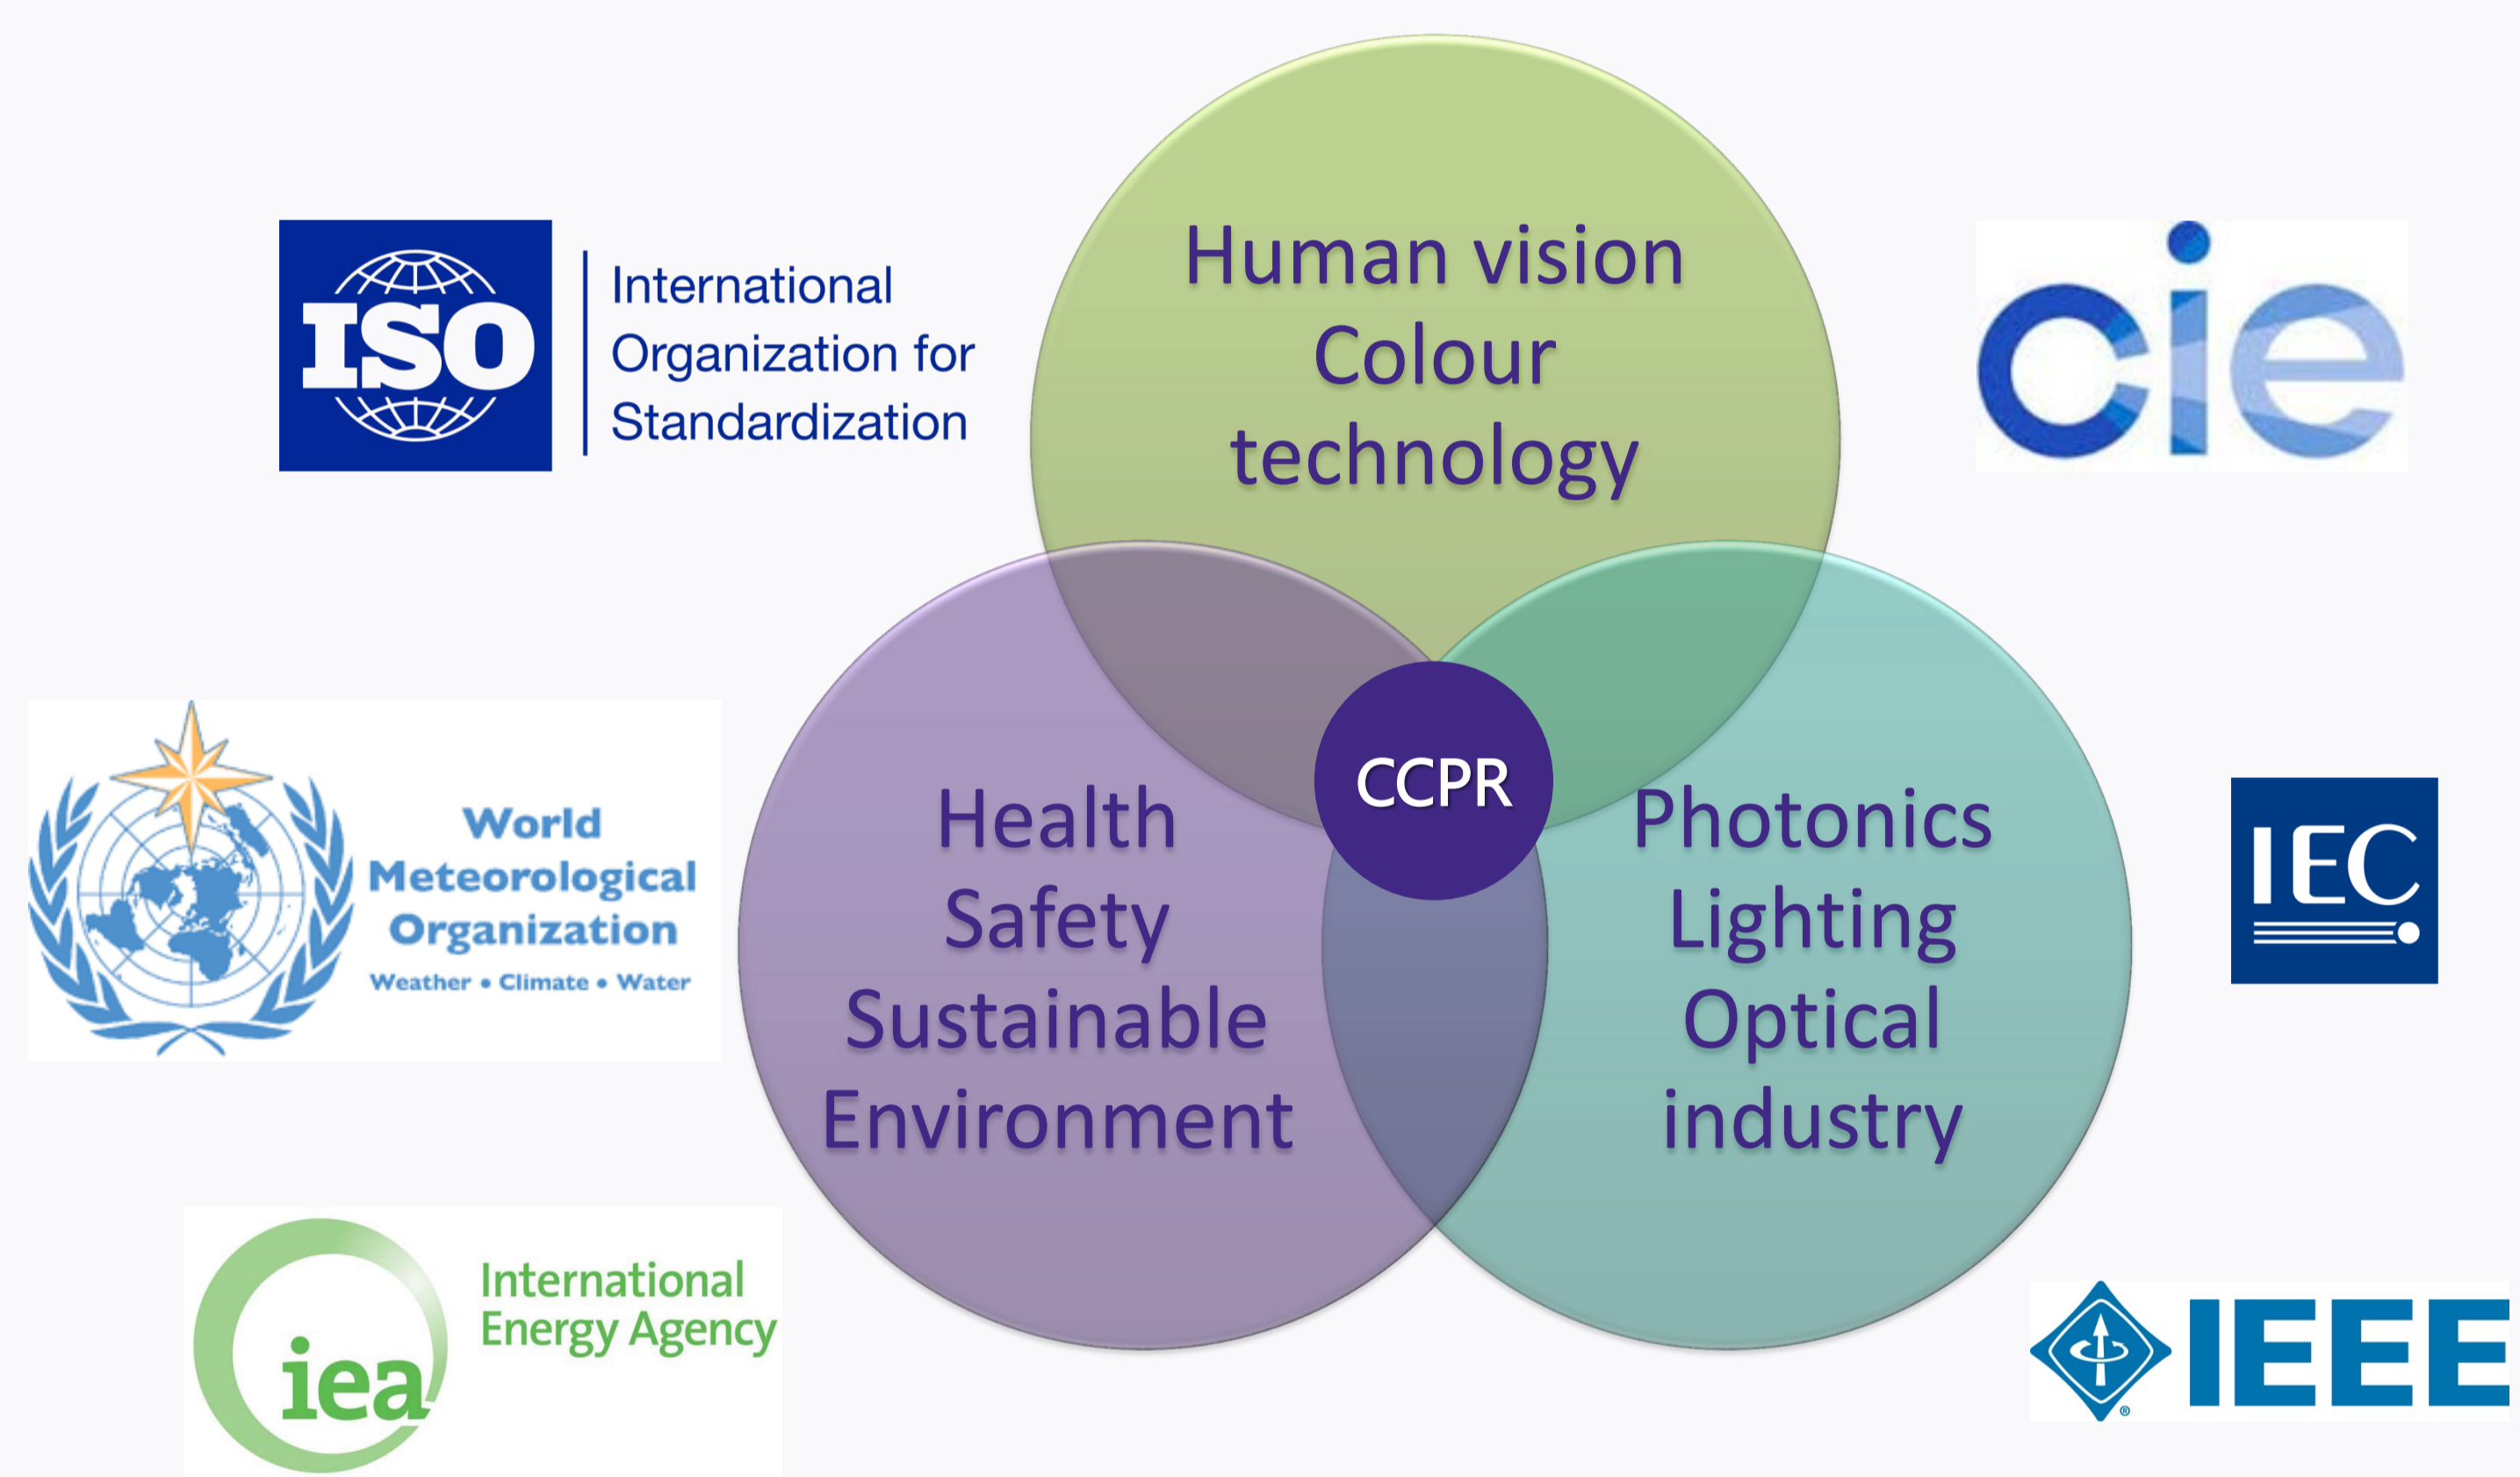 Human vision
Colour
technology
ISO
International
Organization for
Standardization
cie
CCPR
World
Meteorological
Organization
Weather • Climate • Water
Health
Safety
Sustainable
Environment
Photonics
Lighting
Optical
industry
IEC
iea
International
Energy Agency
IEEE
®